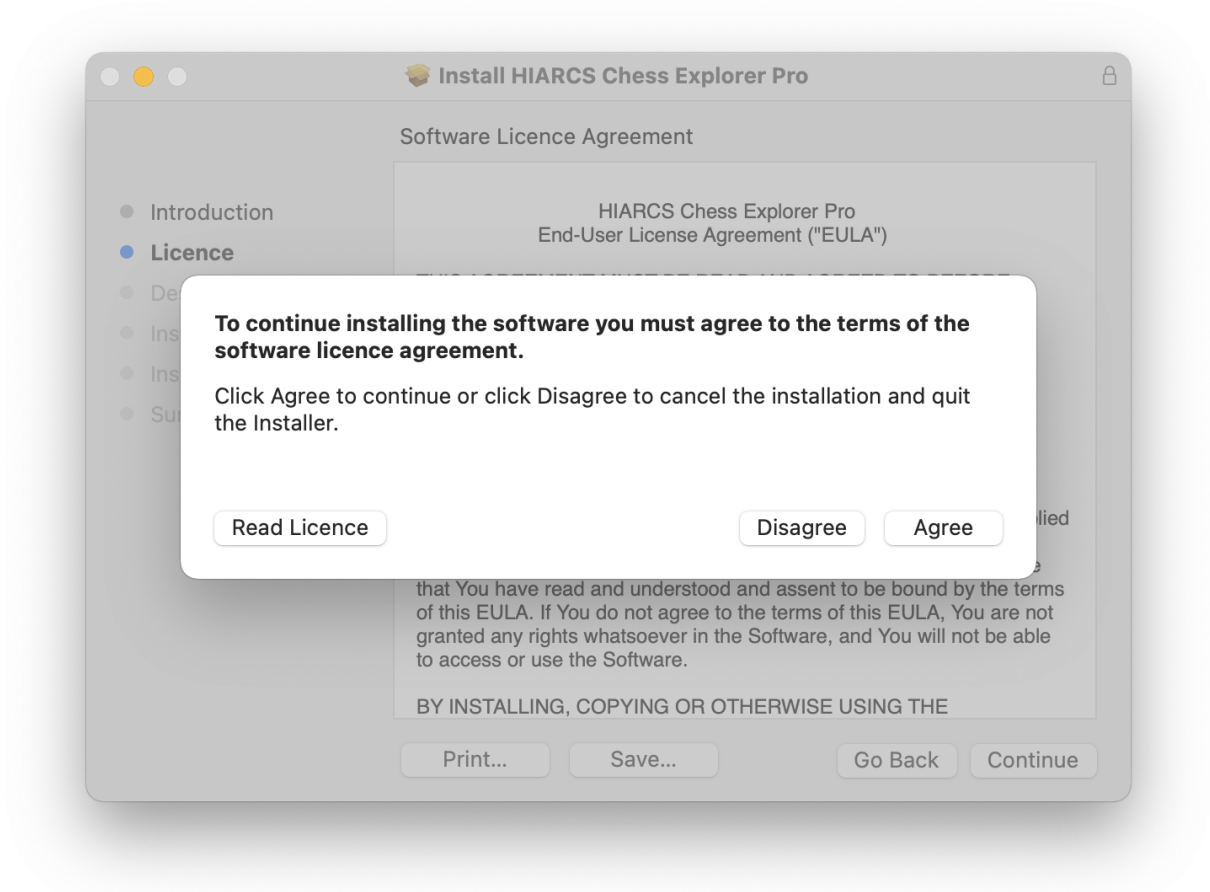 Install HIARCS Chess Explorer Pro
Software Licence Agreement
Introduction
Licence
HIARCS Chess Explorer Pro
End-User License Agreement ("EULA")
To continue installing the software you must agree to the terms of the
software licence agreement.
Click Agree to continue or click Disagree to cancel the installation and quit
the Installer.
Read Licence
Disagree
Agree
that You have read and understood and assent to be bound by the terms
of this EULA. If You do not agree to the terms of this EULA, You are not
granted any rights whatsoever in the Software, and You will not be able
to access or use the Software.
BY INSTALLING, COPYING OR OTHERWISE USING THE
Print...
Save...
Go Back
Continue